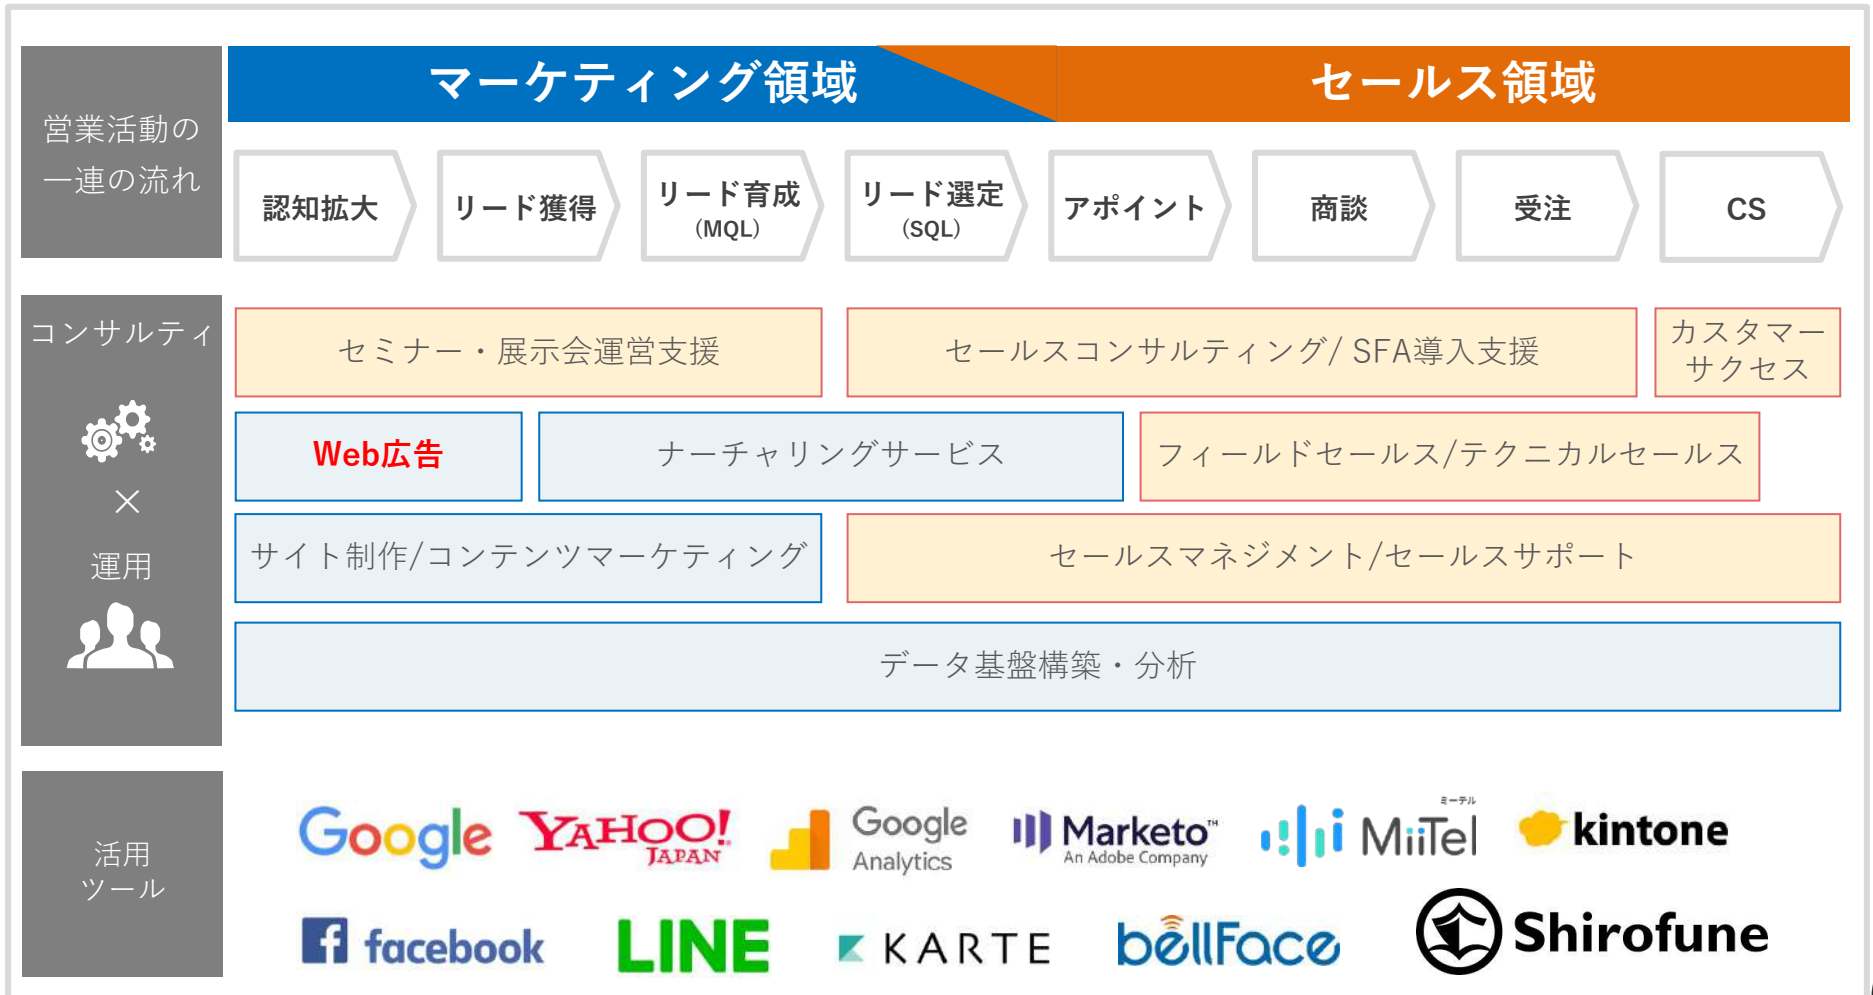 営業活動の
一連の流れ
マーケティング領域
セールス領域
認知拡大
リード獲得
リード育成
(MQL)
リード選定
(SQL)
アポイント
商談
受注
CS
コンサルティ
×
運用
セミナー・展示会運営支援
セールスコンサルティング/ SFA導入支援
カスタマー
サクセス
Web広告
ナーチャリングサービス
フィールドセールス/テクニカルセールス
サイト制作/コンテンツマーケティング
セールスマネジメント/セールスサポート
データ基盤構築・分析
活用
ツール
Google
YAHOO!
JAPAN
Google
Analytics
Marketo™
An Adobe Company
ミーテル
MiiTel
kintone
facebook
LINE
KARTE
bellFace
Shirofune